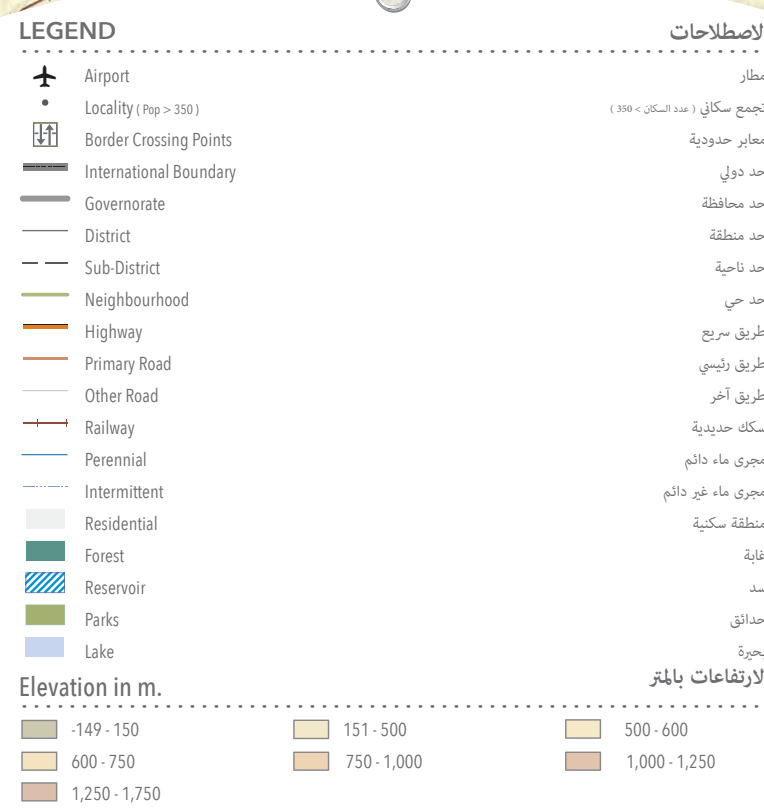 LEGEND الاصطلاحات
Airport مطار
Locality ( Pop > 350 ) تجمع سكاني ( عدد السكان > 350 )
Border Crossing Points معابر حدودية
International Boundary حد دولي
Governorate حد محافظة
District حد منطقة
Sub-District حد ناحية
Neighbourhood حد حي
Highway طريق سريع
Primary Road طريق رئيسي
Other Road طريق آخر
Railway سكك حديدية
Perennial مجرى ماء دائم
Intermittent مجرى ماء غير دائم
Residential منطقة سكنية
Forest غابة
Reservoir سد
Parks حدائق
Lake بحيرة
Elevation in m. الارتفاعات بالمتر
-149 - 150 151 - 500 500 - 600
600 - 750 750 - 1,000 1,000 - 1,250
1,250 - 1,750